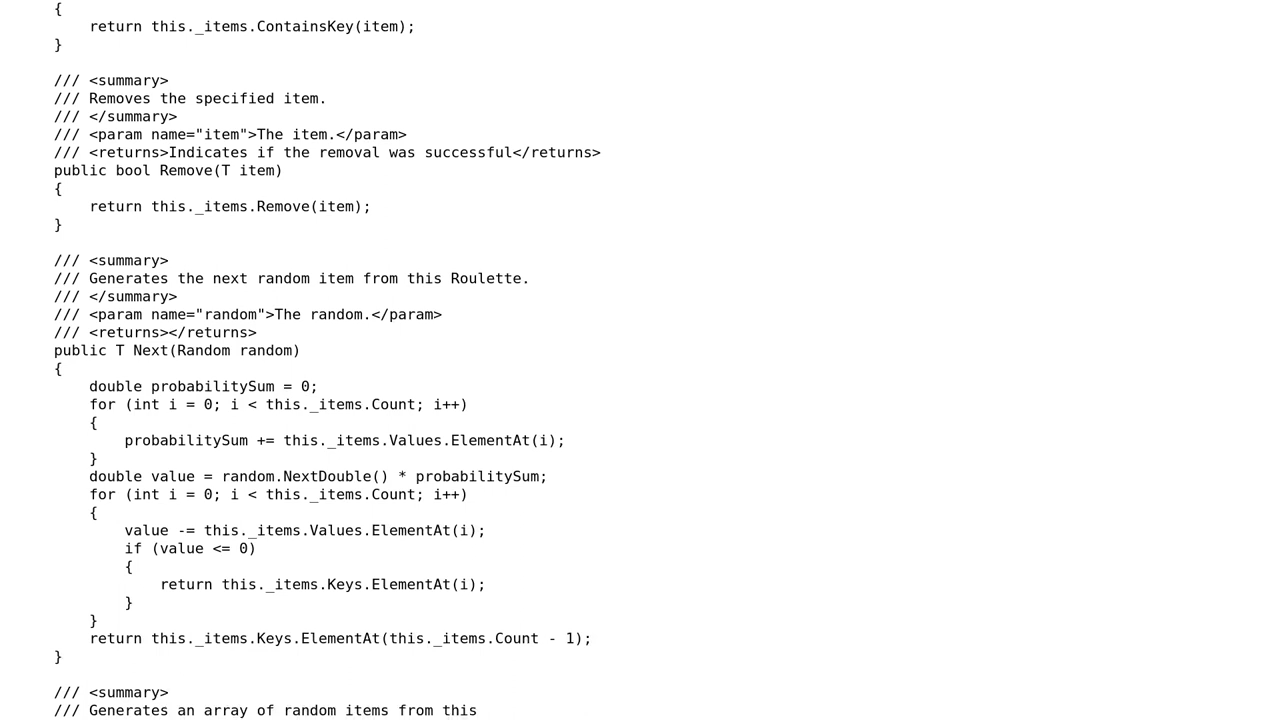 {
    return this._items.ContainsKey(item);
}

/// <summary>
/// Removes the specified item.
/// </summary>
/// <param name="item">The item.</param>
/// <returns>Indicates if the removal was successful</returns>
public bool Remove(T item)
{
    return this._items.Remove(item);
}

/// <summary>
/// Generates the next random item from this Roulette.
/// </summary>
/// <param name="random">The random.</param>
/// <returns></returns>
public T Next(Random random)
{
    double probabilitySum = 0;
    for (int i = 0; i < this._items.Count; i++)
    {
        probabilitySum += this._items.Values.ElementAt(i);
    }
    double value = random.NextDouble() * probabilitySum;
    for (int i = 0; i < this._items.Count; i++)
    {
        value -= this._items.Values.ElementAt(i);
        if (value <= 0)
        {
            return this._items.Keys.ElementAt(i);
        }
    }
    return this._items.Keys.ElementAt(this._items.Count - 1);
}

/// <summary>
/// Generates an array of random items from this